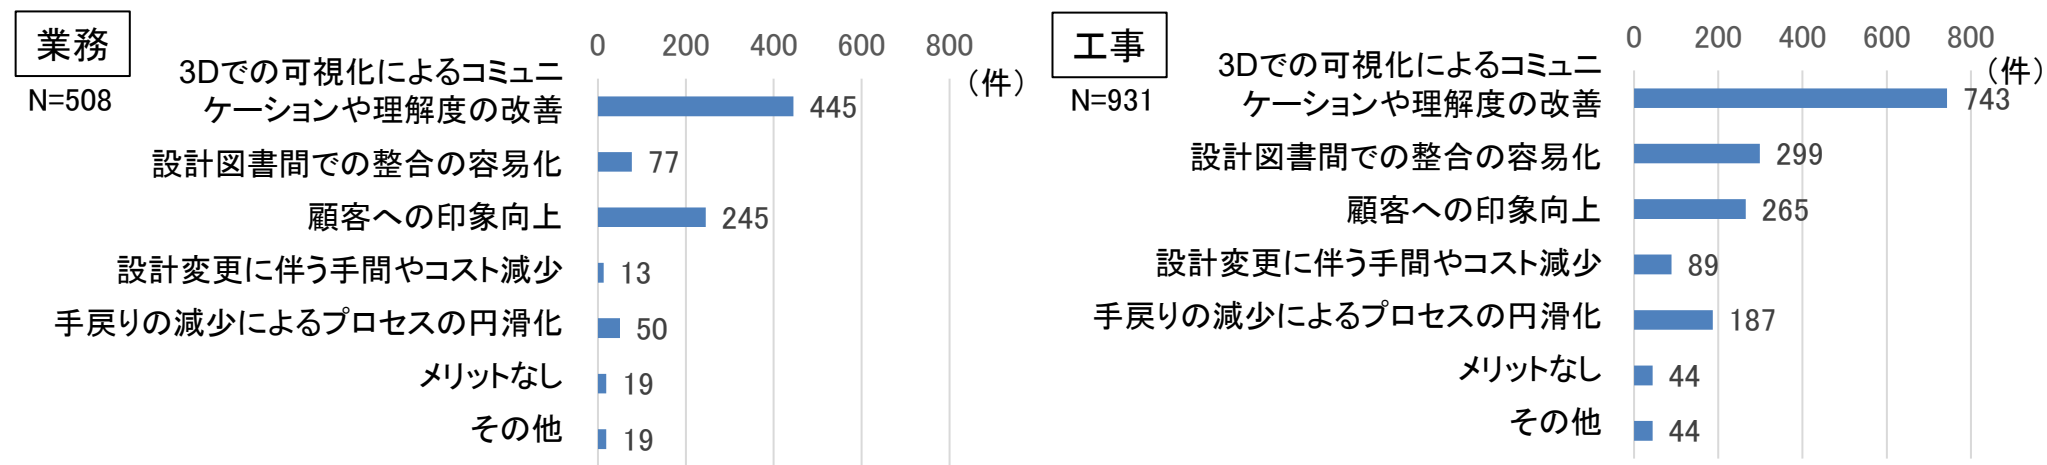 業務
N=508
0 200 400 600 800
（件）
3Dでの可視化によるコミュニ
ケーションや理解度の改善
445
設計図書間での整合の容易化
77
顧客への印象向上
245
設計変更に伴う手間やコスト減少
13
手戻りの減少によるプロセスの円滑化
50
メリットなし
19
その他
19
工事
N=931
0 200 400 600 800
（件）
3Dでの可視化によるコミュニ
ケーションや理解度の改善
743
設計図書間での整合の容易化
299
顧客への印象向上
265
設計変更に伴う手間やコスト減少
89
手戻りの減少によるプロセスの円滑化
187
メリットなし
44
その他
44